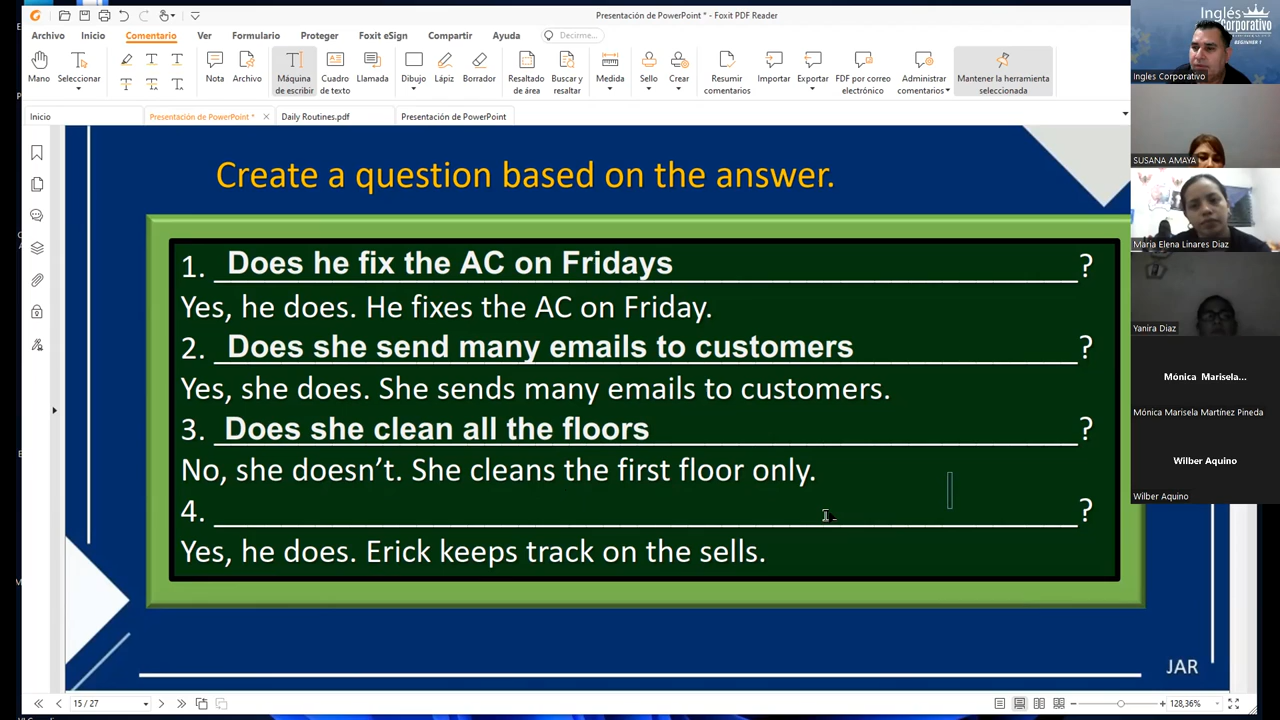 Presentación de PowerPoint * - Foxit PDF Reader
Archivo Inicio Comentario Ver Formulario Proteger Foxit eSign Compartir Ayuda Decirme...
Mano Seleccionar Nota Archivo Máquina de escribir Cuadro de texto Llamada Dibujo Lápiz Borrador Resaltado de área Buscar y resaltar Medida Sello Crear Resumir comentarios Importar Exportar FDF por correo electrónico Administrar comentarios Mantener la herramienta seleccionada
Inicio Presentación de PowerPoint * Daily Routines.pdf Presentación de PowerPoint
Create a question based on the answer.
1. Does he fix the AC on Fridays ?
Yes, he does. He fixes the AC on Friday.
2. Does she send many emails to customers ?
Yes, she does. She sends many emails to customers.
3. Does she clean all the floors ?
No, she doesn't. She cleans the first floor only.
4. ?
Yes, he does. Erick keeps track on the sells.
JAR
15 / 27
128,36%
Inglés
Corporativo
BEGINNER 1
Ingles Corporativo
SUSANA AMAYA
Maria Elena Linares Diaz
Yanira Diaz
Mónica Marisela...
Mónica Marisela Martínez Pineda
Wilber Aquino
Wilber Aquino